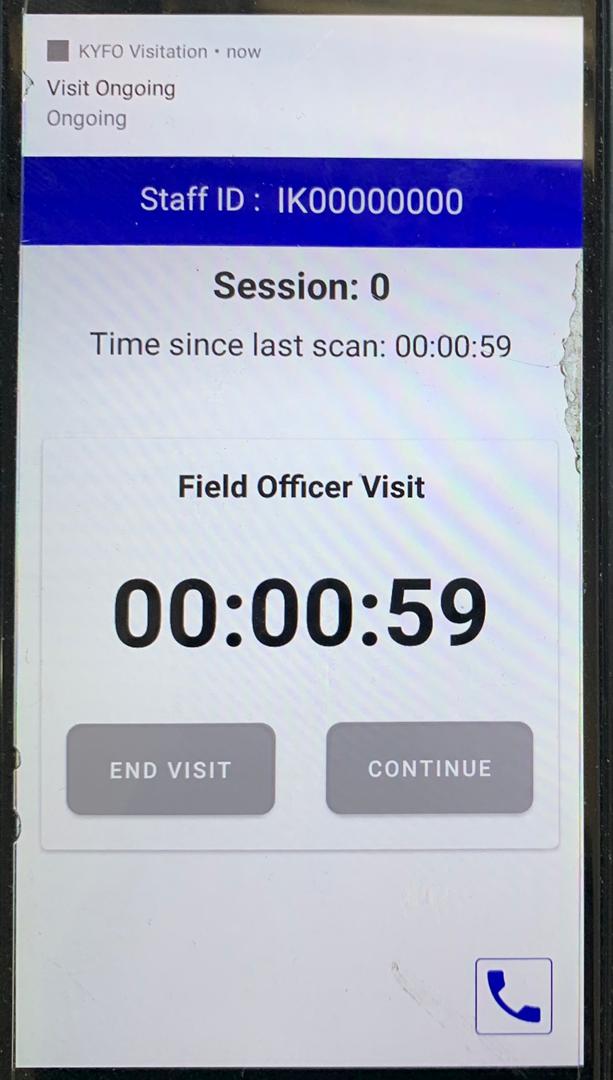 KYFO Visitation • now
Visit Ongoing
Ongoing
Staff ID : IK00000000
Session: 0
Time since last scan: 00:00:59
Field Officer Visit
00:00:59
END VISIT
CONTINUE